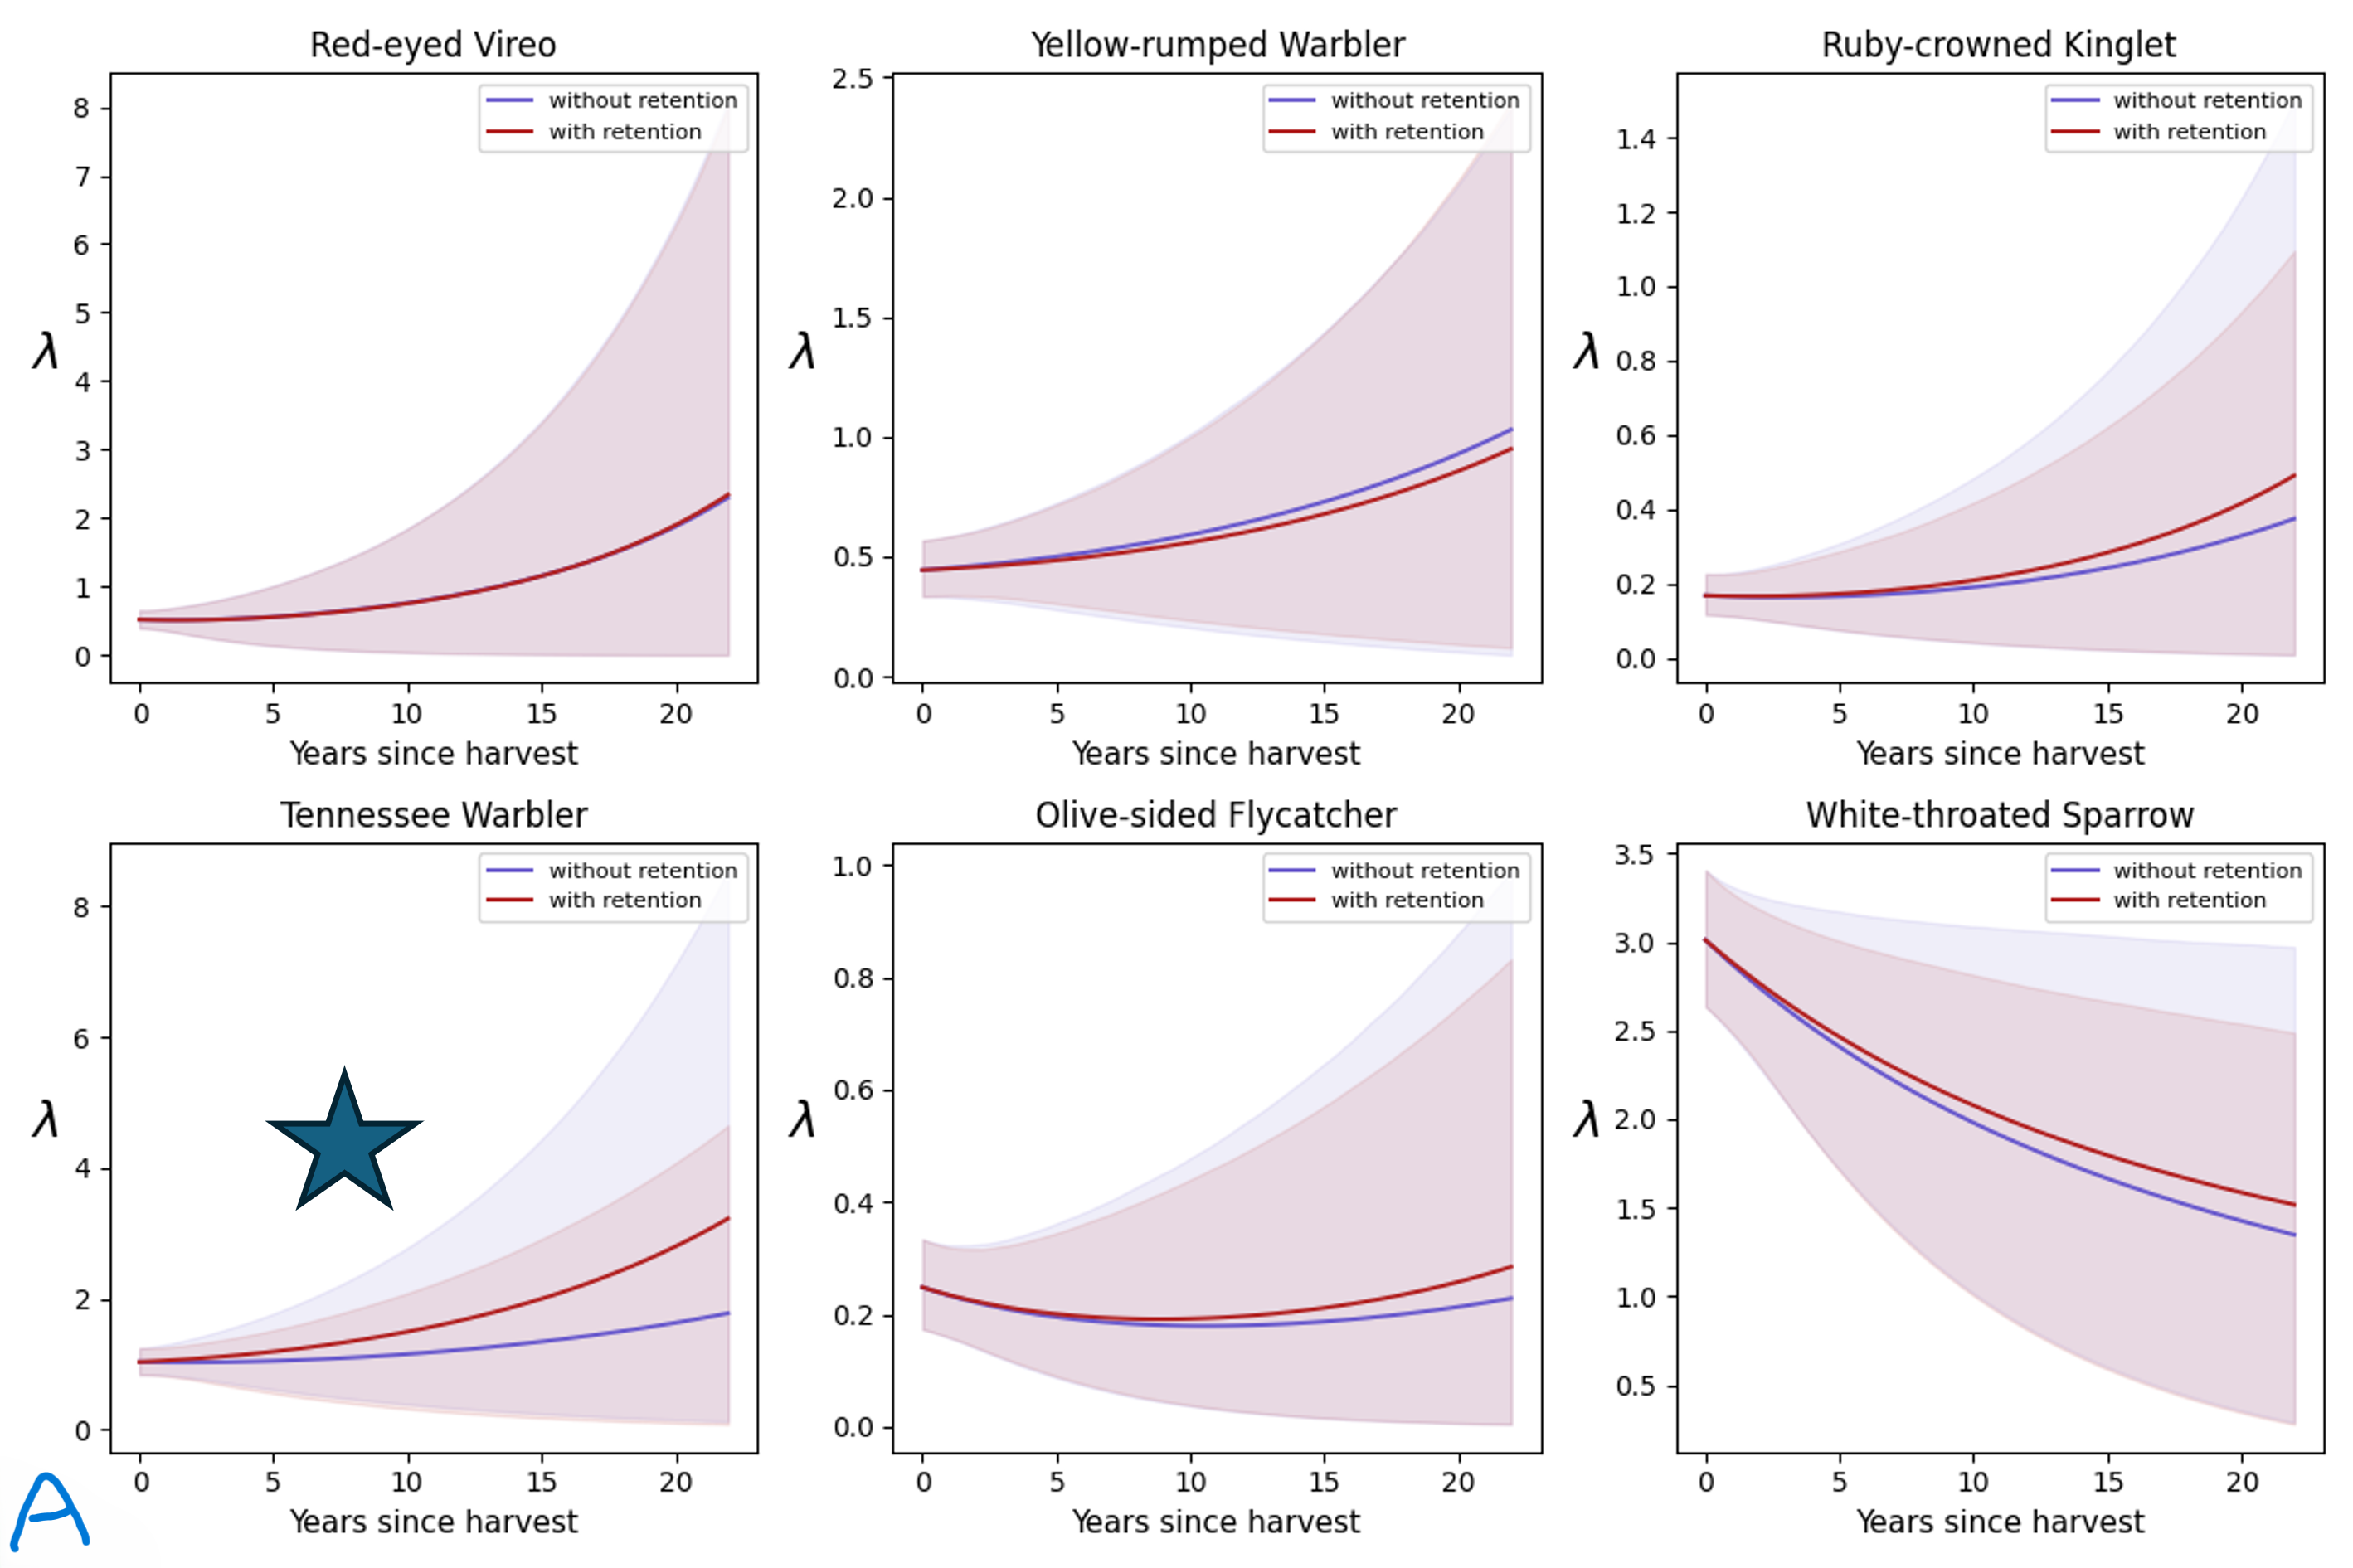 Red-eyed Vireo
without retention
with retention
8
7
6
5
4
3
2
1
0
λ
0 5 10 15 20
Years since harvest
Yellow-rumped Warbler
without retention
with retention
2.5
2.0
1.5
1.0
0.5
0.0
λ
0 5 10 15 20
Years since harvest
Ruby-crowned Kinglet
without retention
with retention
1.4
1.2
1.0
0.8
0.6
0.4
0.2
0.0
λ
0 5 10 15 20
Years since harvest
Tennessee Warbler
without retention
with retention
8
6
4
2
0
λ
0 5 10 15 20
Years since harvest
Olive-sided Flycatcher
without retention
with retention
1.0
0.8
0.6
0.4
0.2
0.0
λ
0 5 10 15 20
Years since harvest
White-throated Sparrow
without retention
with retention
3.5
3.0
2.5
2.0
1.5
1.0
0.5
λ
0 5 10 15 20
Years since harvest
A